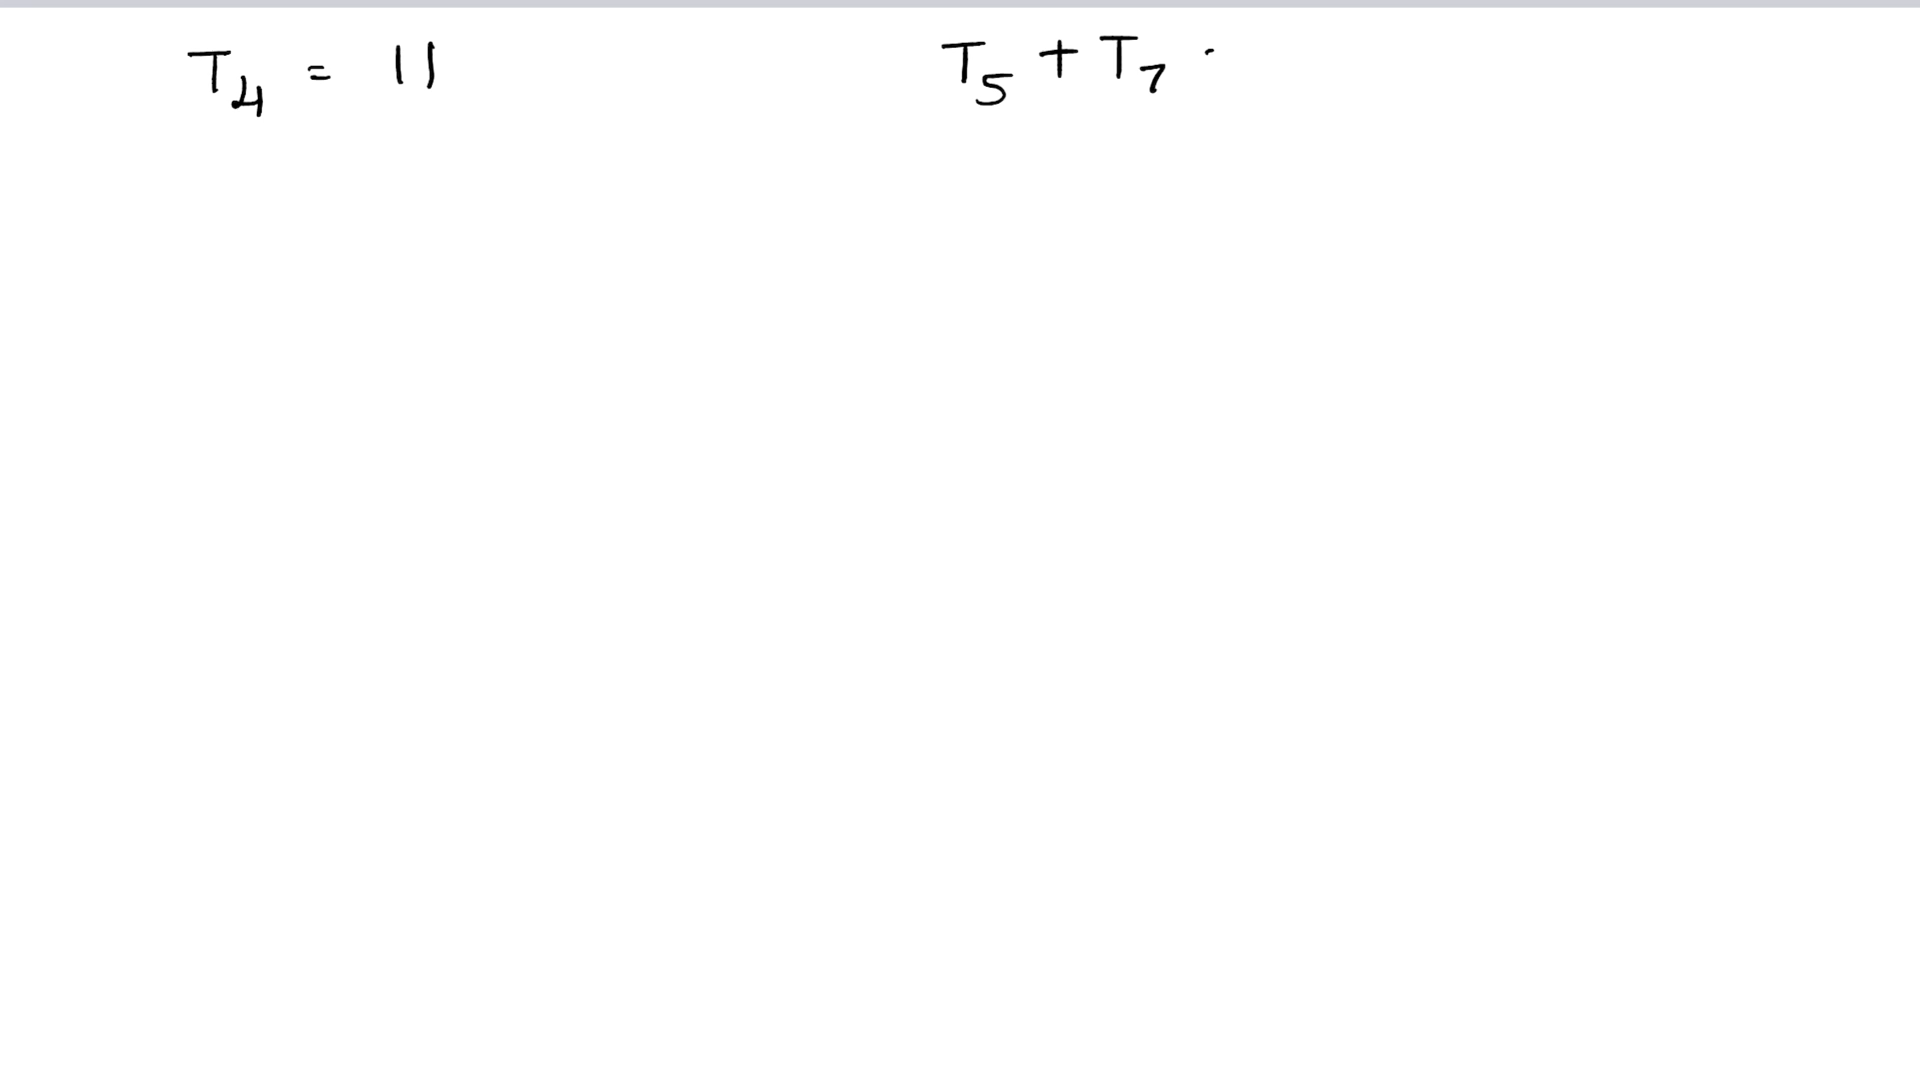 T₄ = 11
T₅ + T₇